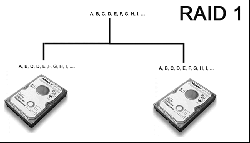 RAID 1
A, B, C, D, E, F, G, H, I ...
A, B, C, D, E, F, G, H, I ...
A, B, C, D, E, F, G, H, I ...